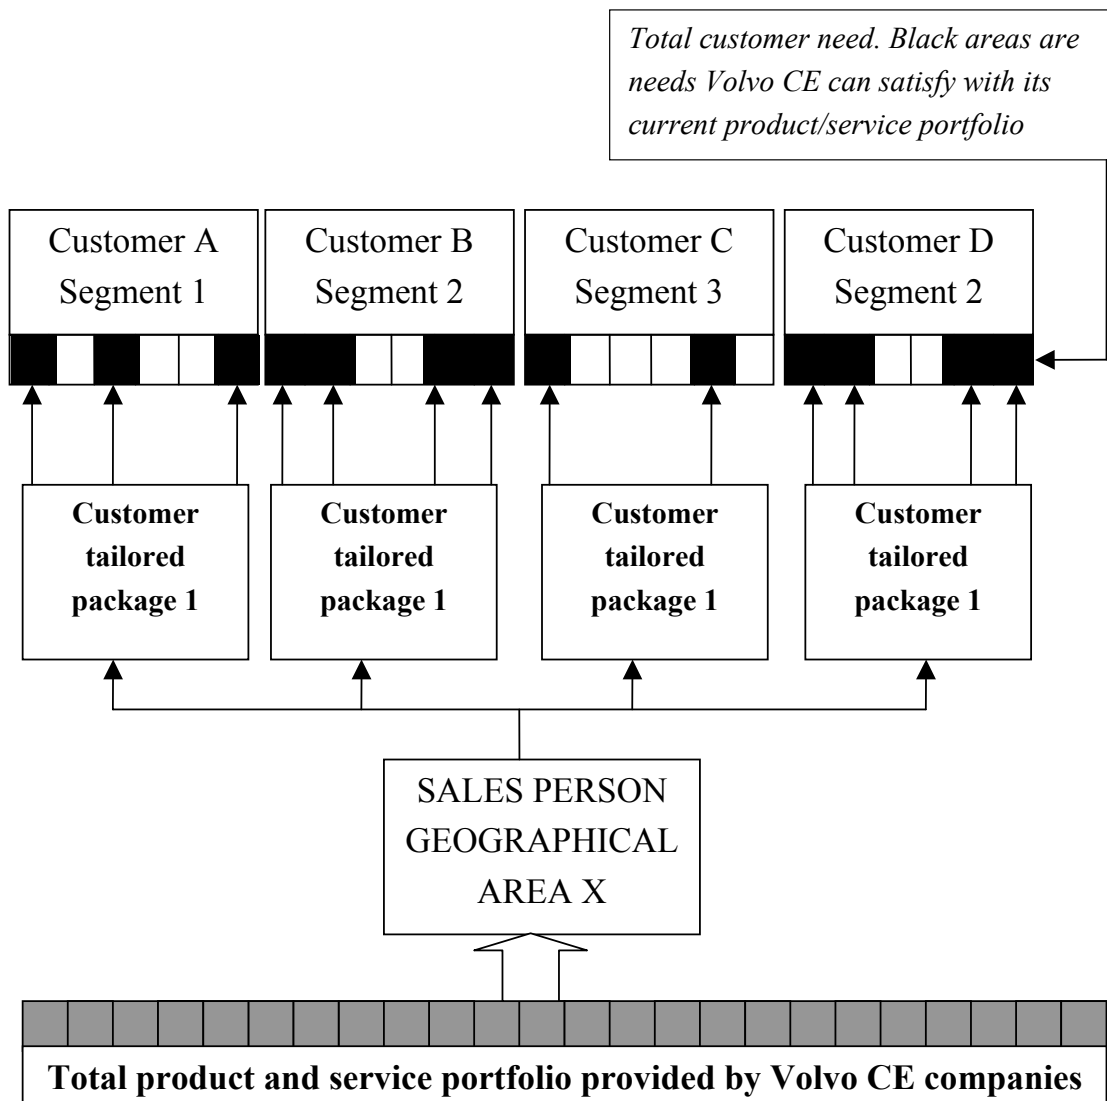 Total customer need. Black areas are
needs Volvo CE can satisfy with its
current product/service portfolio
Customer A
Segment 1
Customer B
Segment 2
Customer C
Segment 3
Customer D
Segment 2
Customer
tailored
package 1
Customer
tailored
package 1
Customer
tailored
package 1
Customer
tailored
package 1
SALES PERSON
GEOGRAPHICAL
AREA X
Total product and service portfolio provided by Volvo CE companies